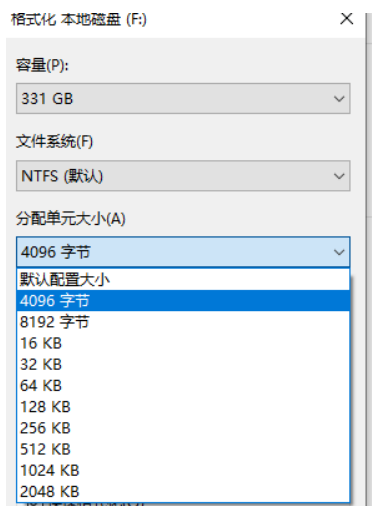 格式化 本地磁盘 (F:)
容量(P):
331 GB
文件系统(F)
NTFS (默认)
分配单元大小(A)
4096 字节
默认配置大小
4096 字节
8192 字节
16 KB
32 KB
64 KB
128 KB
256 KB
512 KB
1024 KB
2048 KB